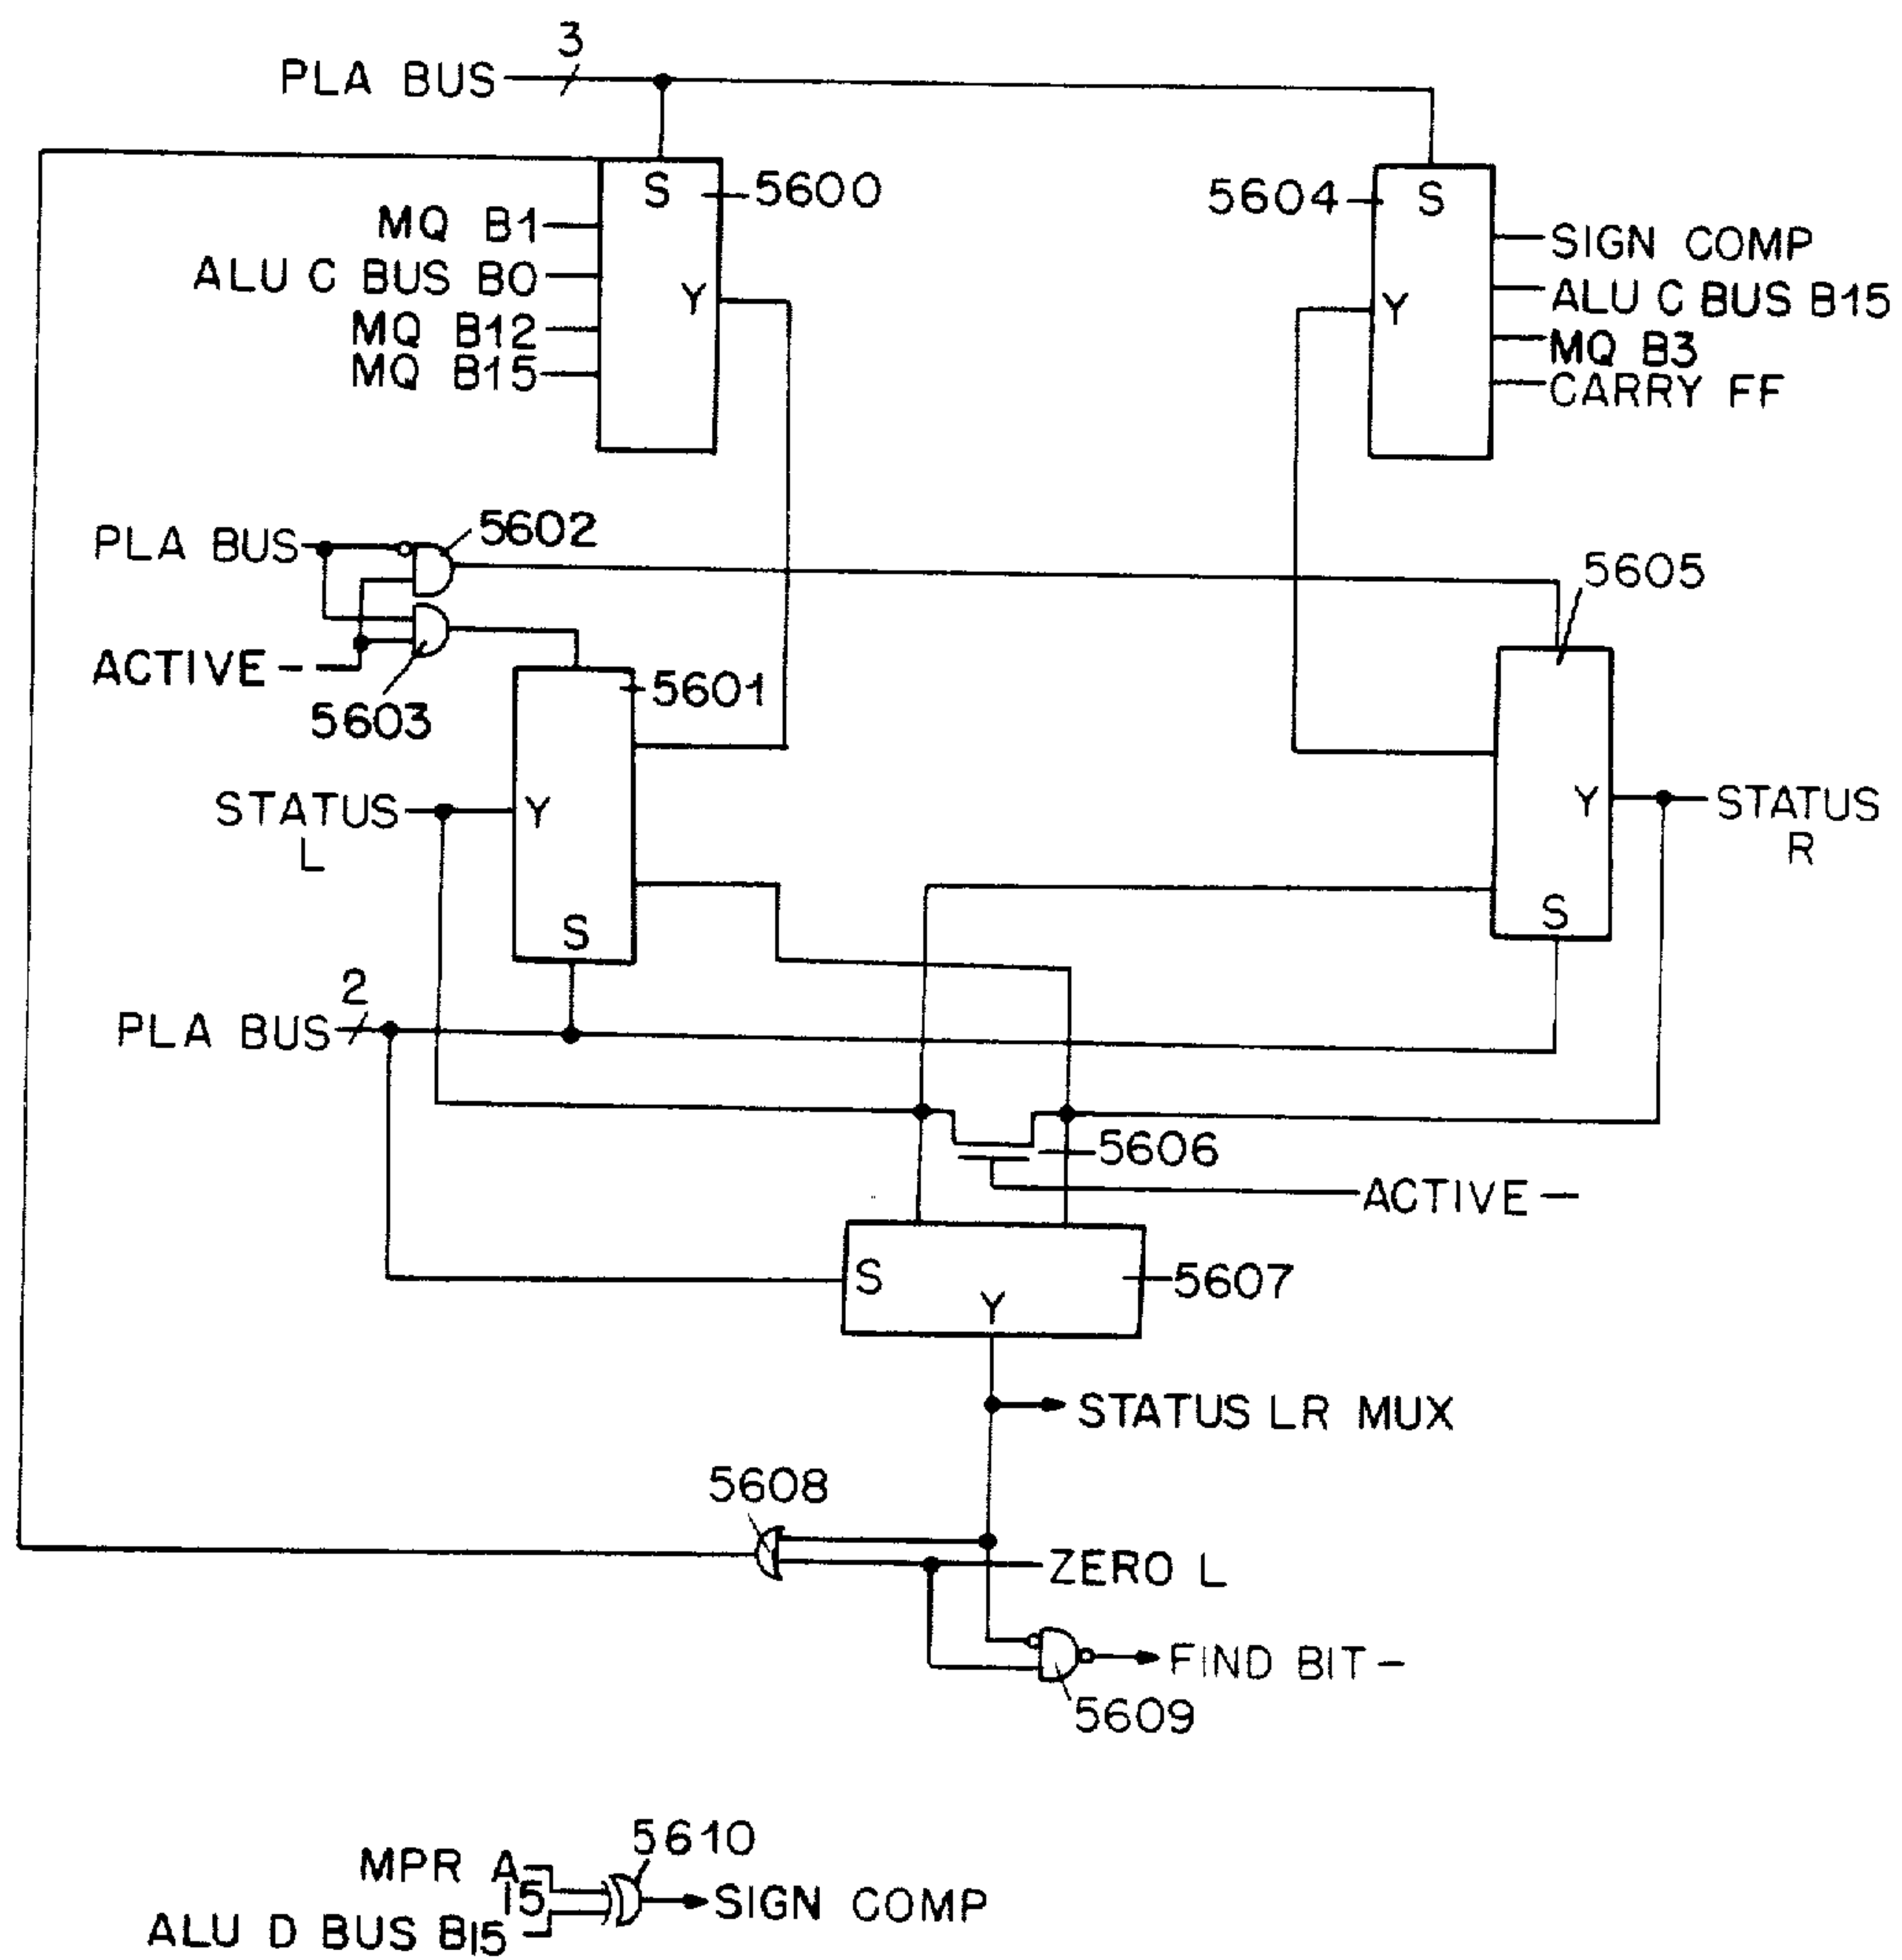 3
PLA BUS
S
5600
5604
S
MQ B1
SIGN COMP
ALU C BUS B0
Y
Y
ALU C BUS B15
MQ B12
MQ B3
MQ B15
CARRY FF
PLA BUS
5602
5605
ACTIVE -
5603
5601
STATUS
L
Y
Y
STATUS
R
S
S
2
PLA BUS
5606
ACTIVE -
S
Y
5607
STATUS LR MUX
5608
ZERO L
FIND BIT -
5609
5610
MPR A15
SIGN COMP
ALU D BUS B15